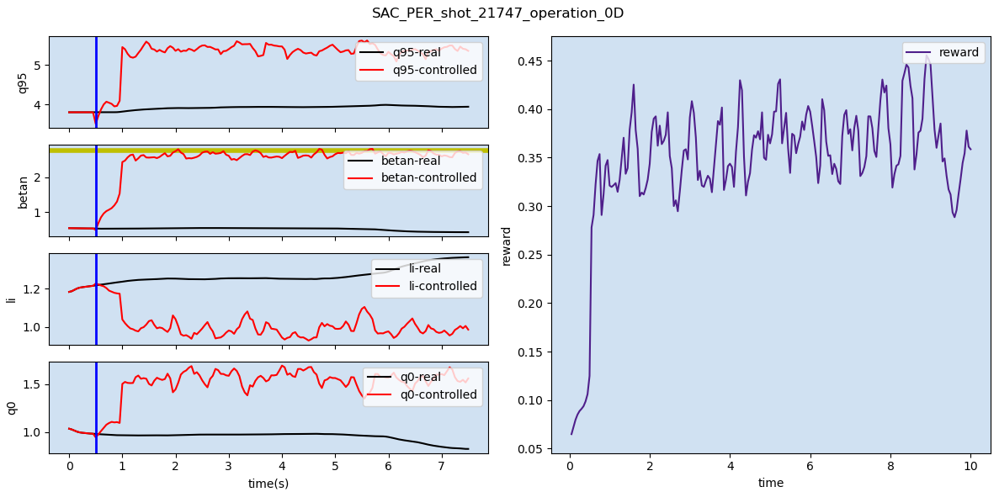 SAC_PER_shot_21747_operation_0D
q95
5
4
q95-real
q95-controlled
betan
2
1
betan-real
betan-controlled
li
1.2
1.0
li-real
li-controlled
q0
1.5
1.0
q0-real
q0-controlled
0 1 2 3 4 5 6 7
time(s)
reward
0.45
0.40
0.35
0.30
0.25
0.20
0.15
0.10
0.05
reward
0 2 4 6 8 10
time